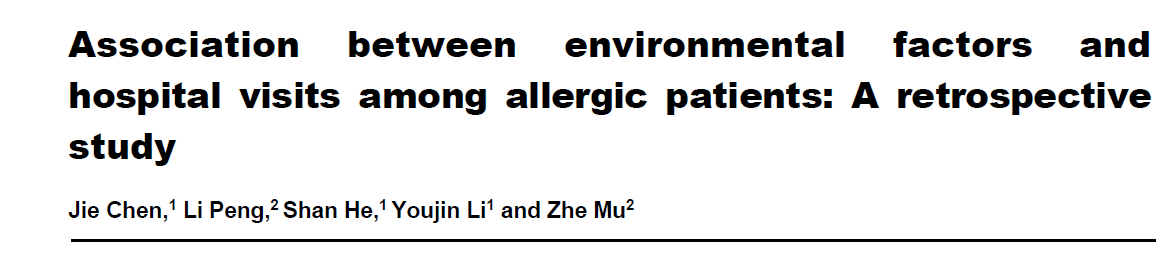 Association between environmental factors and
hospital visits among allergic patients: A retrospective
study
Jie Chen,¹ Li Peng,² Shan He,¹ Youjin Li¹ and Zhe Mu²